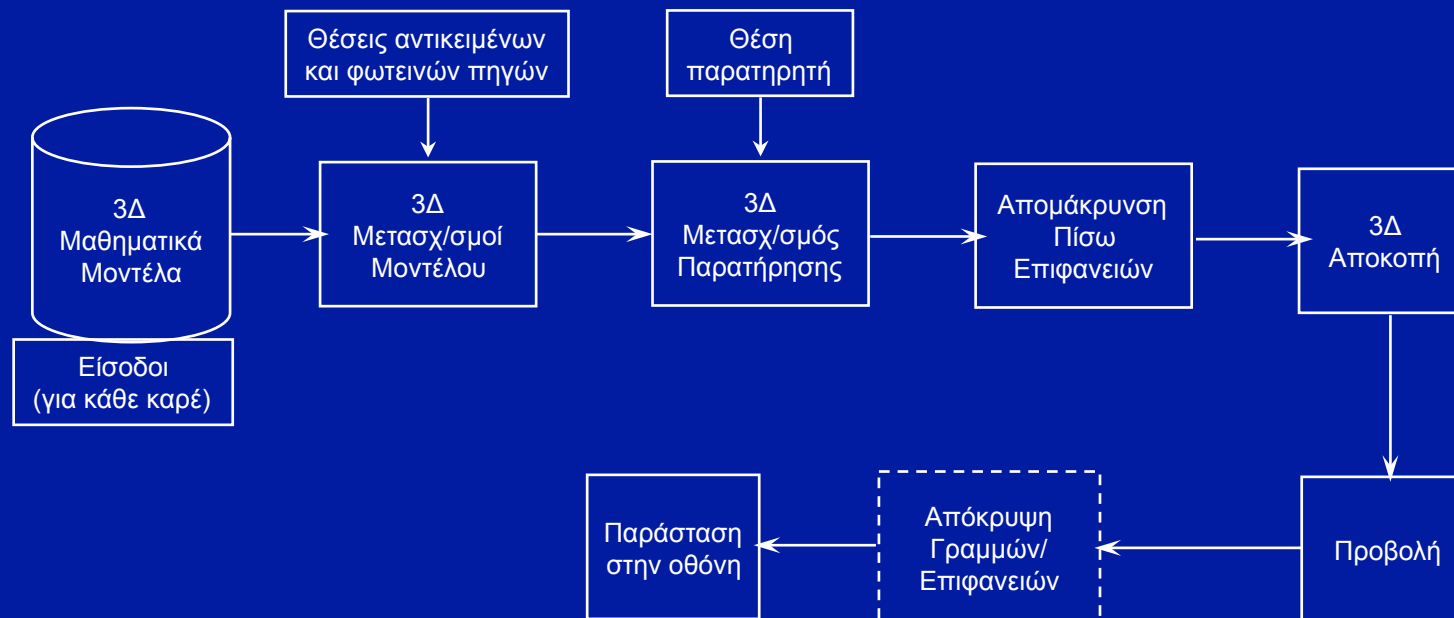 Θέσεις αντικειμένων
και φωτεινών πηγών
Θέση
παρατηρητή
3Δ
Μαθηματικά
Μοντέλα
3Δ
Μετασχ/σμοί
Μοντέλου
3Δ
Μετασχ/σμός
Παρατήρησης
Απομάκρυνση
Πίσω
Επιφανειών
3Δ
Αποκοπή
Είσοδοι
(για κάθε καρέ)
Παράσταση
στην οθόνη
Απόκρυψη
Γραμμών/
Επιφανειών
Προβολή